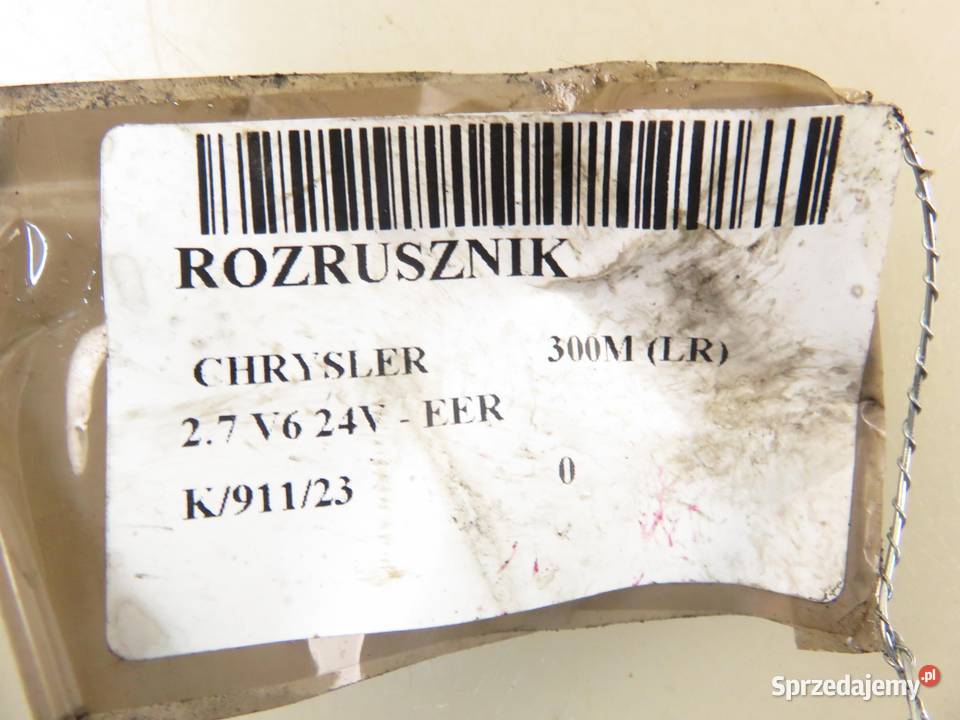 ROZRUSZNIK
CHRYSLER 300M (LR)
2.7 V6 24V - EER
K/911/23 0
Sprzedajemy.pl